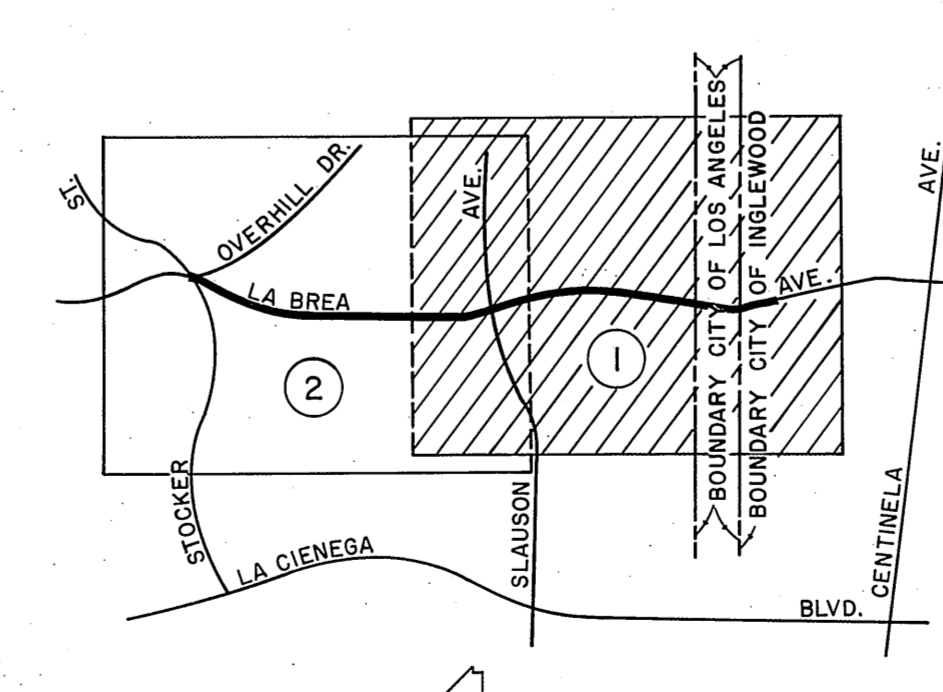 ST.
OVERHILL DR.
AVE.
LA BREA
AVE.
AVE.
BOUNDARY CITY OF LOS ANGELES
BOUNDARY CITY OF INGLEWOOD
1
2
STOCKER
LA CIENEGA
SLAUSON
CENTINELA
BLVD.